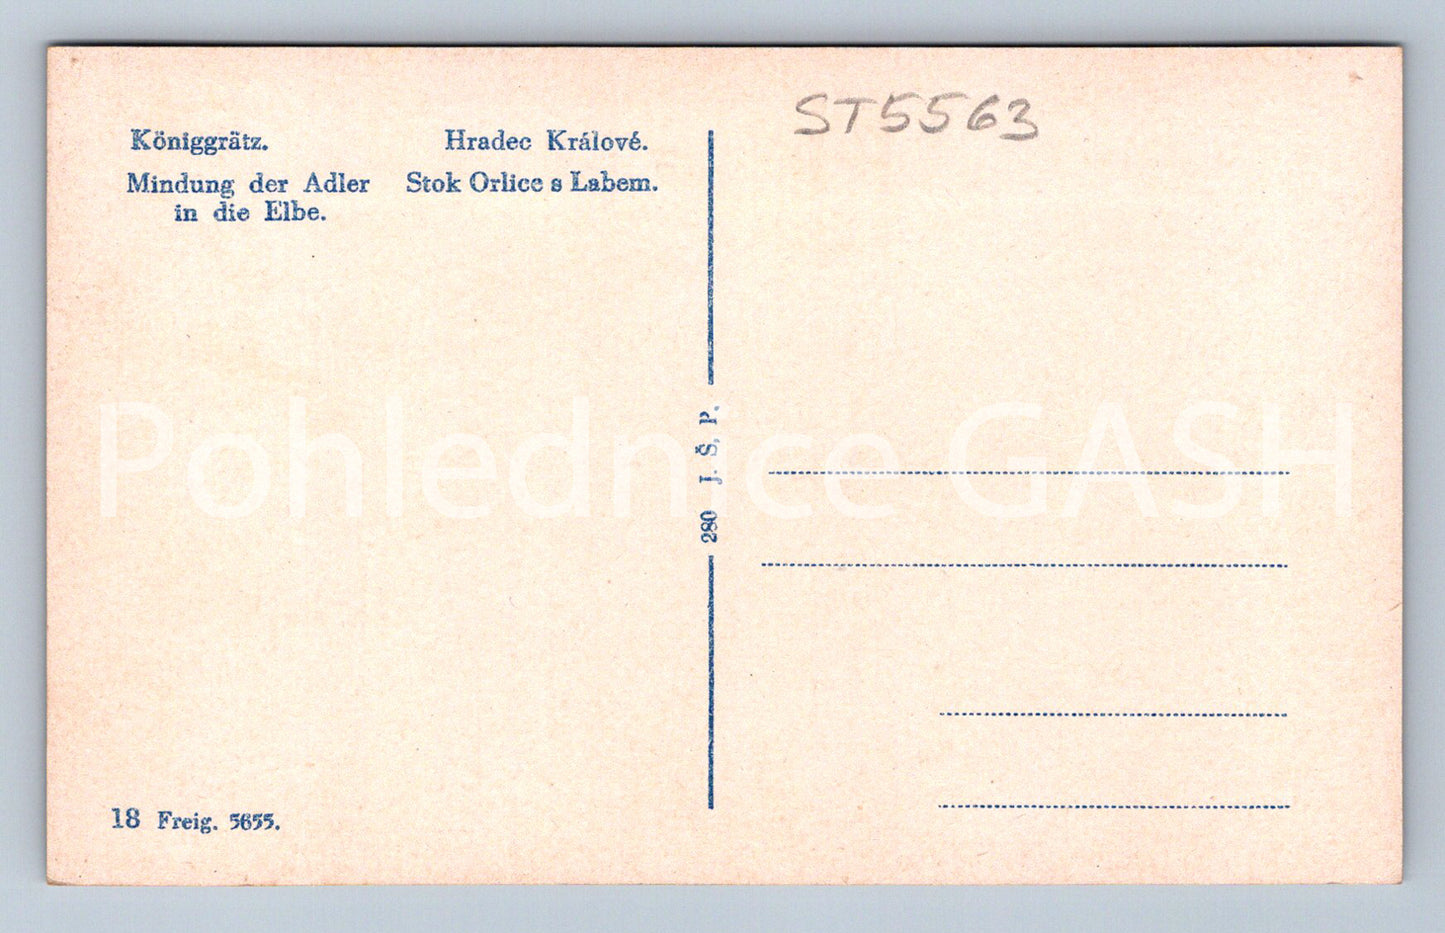 ST5563
Königgrätz. Hradec Králové.
Mindung der Adler Stok Orlice s Labem.
in die Elbe.
280 J. Š, P.
Pohlednice GASH
18 Freig. 5655.